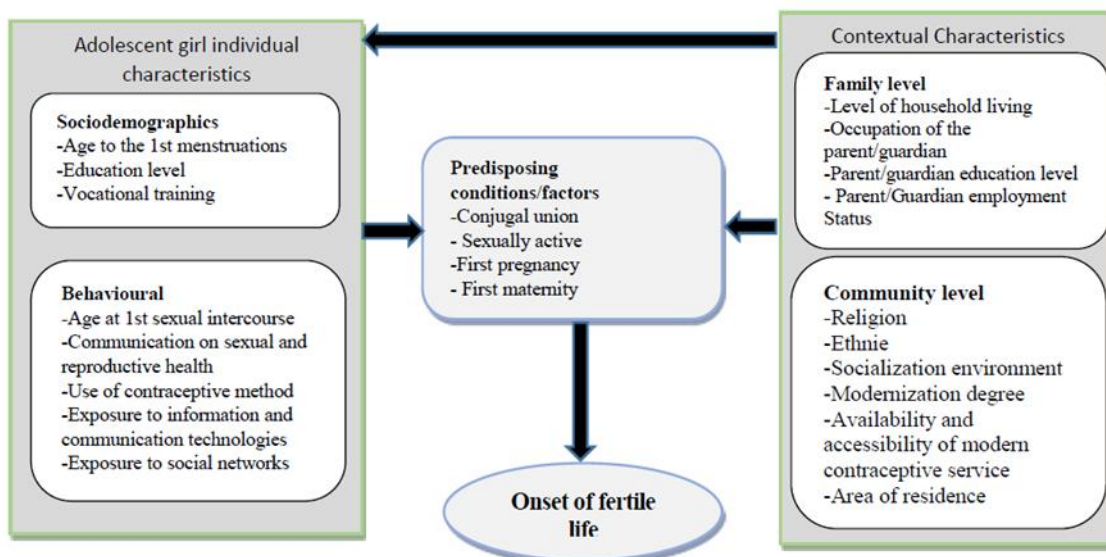 Adolescent girl individual
characteristics
Sociodemographics
-Age to the 1st menstruations
-Education level
-Vocational training
Behavioural
-Age at 1st sexual intercourse
-Communication on sexual and
reproductive health
-Use of contraceptive method
-Exposure to information and
communication technologies
-Exposure to social networks
Predisposing
conditions/factors
-Conjugal union
- Sexually active
-First pregnancy
- First maternity
Onset of fertile
life
Contextual Characteristics
Family level
-Level of household living
-Occupation of the
parent/guardian
-Parent/guardian education level
- Parent/Guardian employment
Status
Community level
-Religion
-Ethnie
-Socialization environment
-Modernization degree
-Availability and
accessibility of modern
contraceptive service
-Area of residence